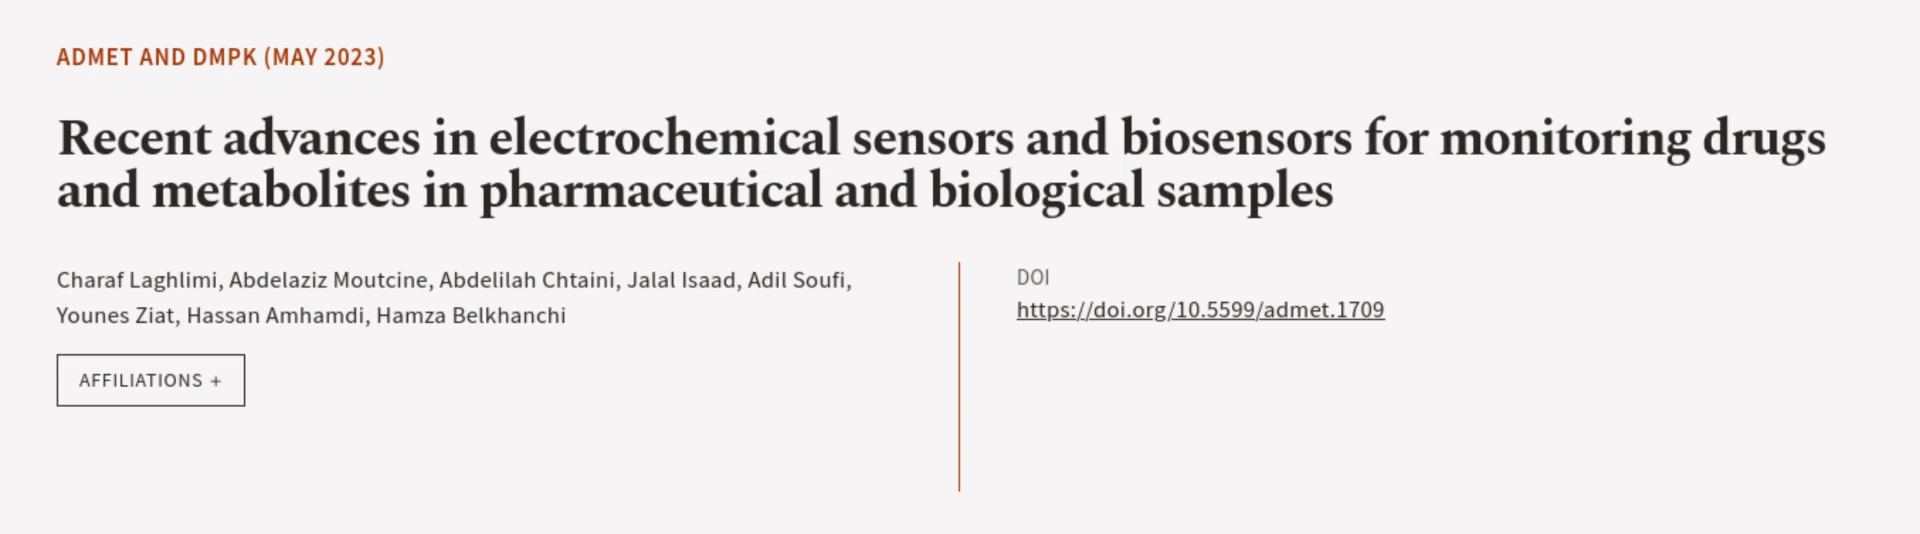 ADMET AND DMPK (MAY 2023)
Recent advances in electrochemical sensors and biosensors for monitoring drugs
and metabolites in pharmaceutical and biological samples
Charaf Laghlimi, Abdelaziz Moutcine, Abdelilah Chtaini, Jalal Isaad, Adil Soufi,
Younes Ziat, Hassan Amhamdi, Hamza Belkhanchi
AFFILIATIONS +
DOI
https://doi.org/10.5599/admet.1709